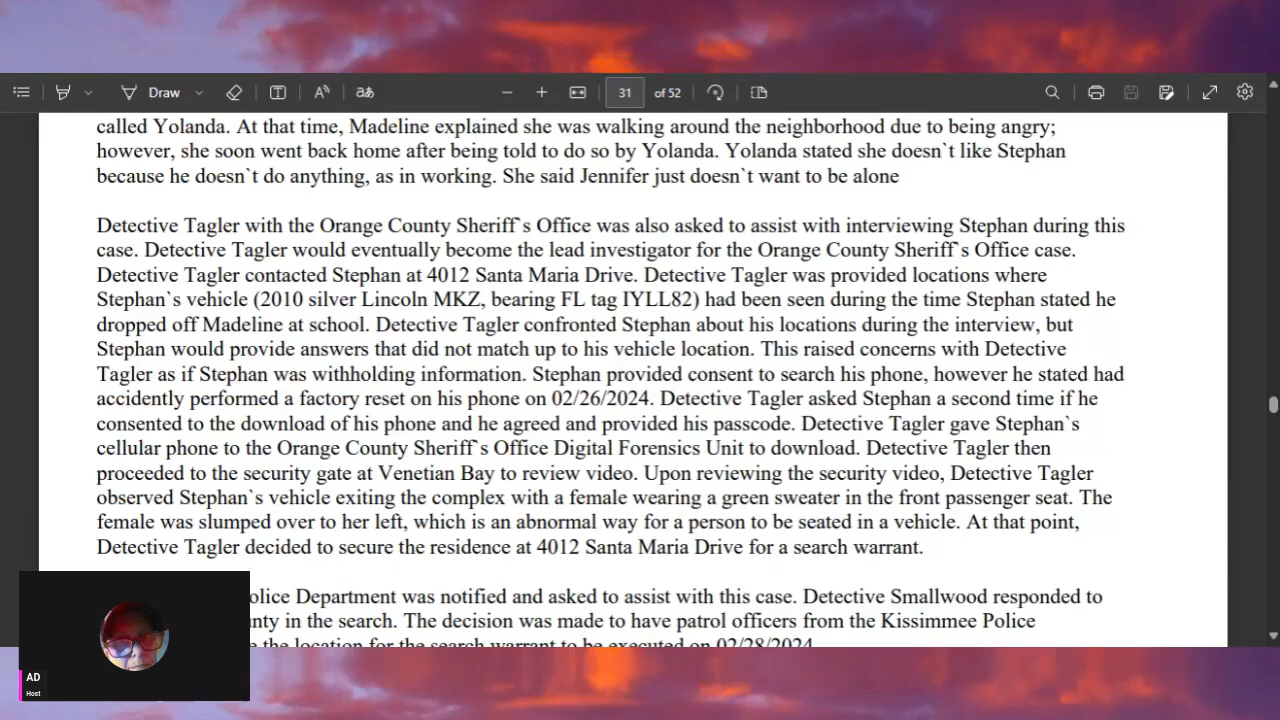 Draw
31 of 52
called Yolanda. At that time, Madeline explained she was walking around the neighborhood due to being angry;
however, she soon went back home after being told to do so by Yolanda. Yolanda stated she doesn`t like Stephan
because he doesn`t do anything, as in working. She said Jennifer just doesn`t want to be alone
Detective Tagler with the Orange County Sheriff`s Office was also asked to assist with interviewing Stephan during this
case. Detective Tagler would eventually become the lead investigator for the Orange County Sheriff`s Office case.
Detective Tagler contacted Stephan at 4012 Santa Maria Drive. Detective Tagler was provided locations where
Stephan`s vehicle (2010 silver Lincoln MKZ, bearing FL tag IYLL82) had been seen during the time Stephan stated he
dropped off Madeline at school. Detective Tagler confronted Stephan about his locations during the interview, but
Stephan would provide answers that did not match up to his vehicle location. This raised concerns with Detective
Tagler as if Stephan was withholding information. Stephan provided consent to search his phone, however he stated had
accidently performed a factory reset on his phone on 02/26/2024. Detective Tagler asked Stephan a second time if he
consented to the download of his phone and he agreed and provided his passcode. Detective Tagler gave Stephan`s
cellular phone to the Orange County Sheriff`s Office Digital Forensics Unit to download. Detective Tagler then
proceeded to the security gate at Venetian Bay to review video. Upon reviewing the security video, Detective Tagler
observed Stephan`s vehicle exiting the complex with a female wearing a green sweater in the front passenger seat. The
female was slumped over to her left, which is an abnormal way for a person to be seated in a vehicle. At that point,
Detective Tagler decided to secure the residence at 4012 Santa Maria Drive for a search warrant.
olice Department was notified and asked to assist with this case. Detective Smallwood responded to
nty in the search. The decision was made to have patrol officers from the Kissimmee Police
the location for the search warrant to be executed on 02/28/2024
AD
Host